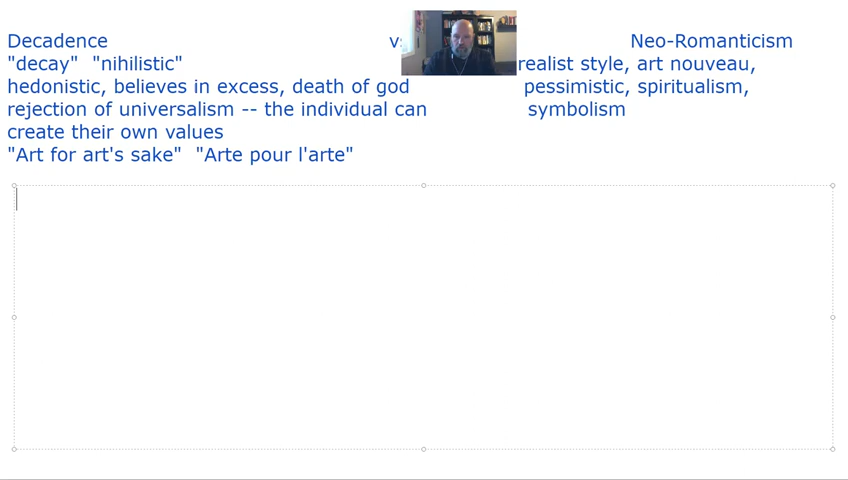 Decadence vs Neo-Romanticism
"decay" "nihilistic" realist style, art nouveau,
hedonistic, believes in excess, death of god pessimistic, spiritualism,
rejection of universalism -- the individual can symbolism
create their own values
"Art for art's sake" "Arte pour l'arte"